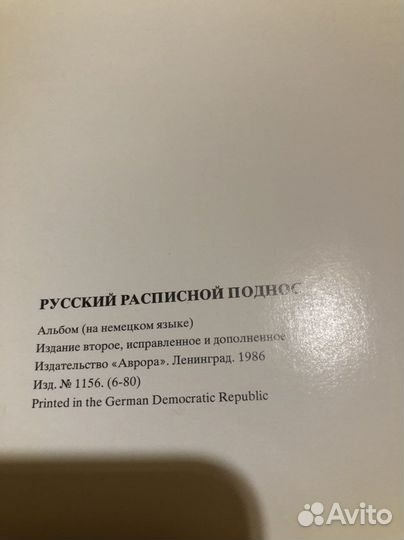 РУССКИЙ РАСПИСНОЙ ПОДНОС
Альбом (на немецком языке)
Издание второе, исправленное и дополненное
Издательство «Аврора». Ленинград. 1986
Изд. № 1156. (6-80)
Printed in the German Democratic Republic
Avito